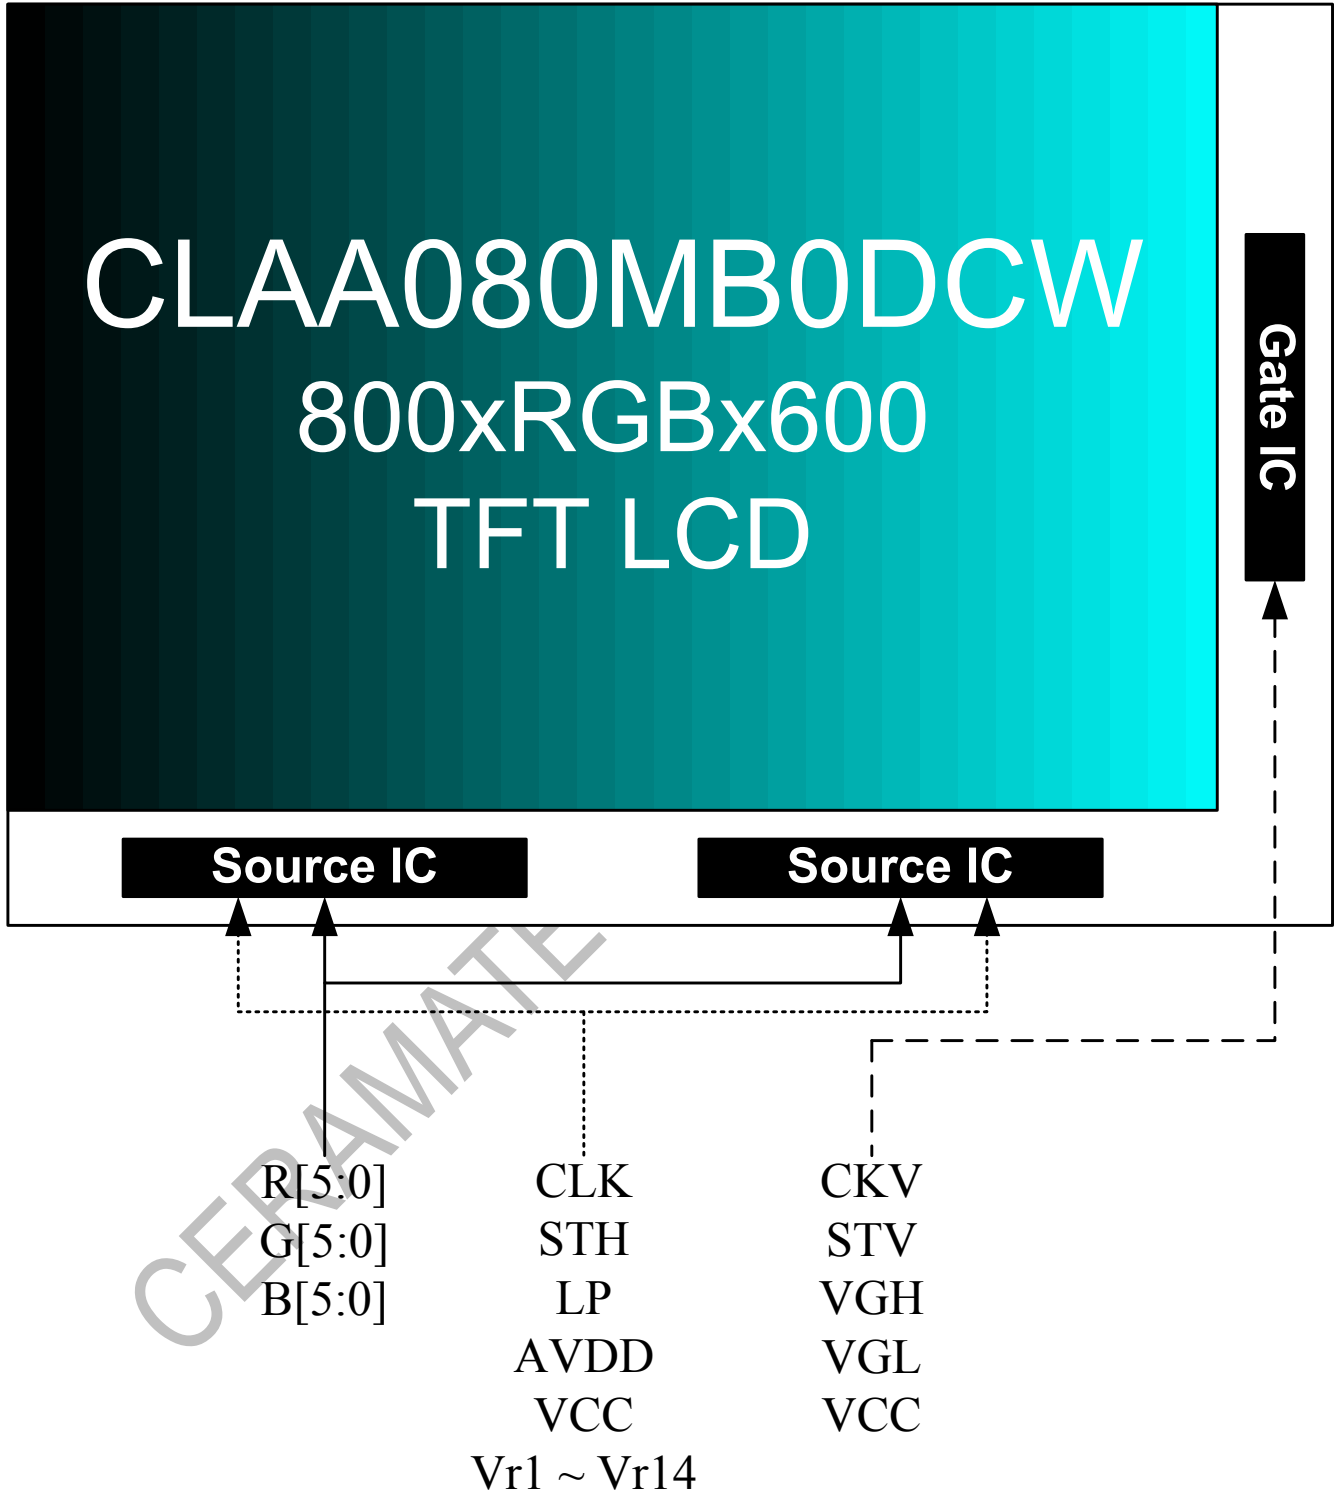 CLAA080MB0DCW
800xRGBx600
TFT LCD
Gate IC
Source IC
Source IC
CERAMATE
R[5:0]
G[5:0]
B[5:0]
CLK
STH
LP
AVDD
VCC
Vr1 ~ Vr14
CKV
STV
VGH
VGL
VCC